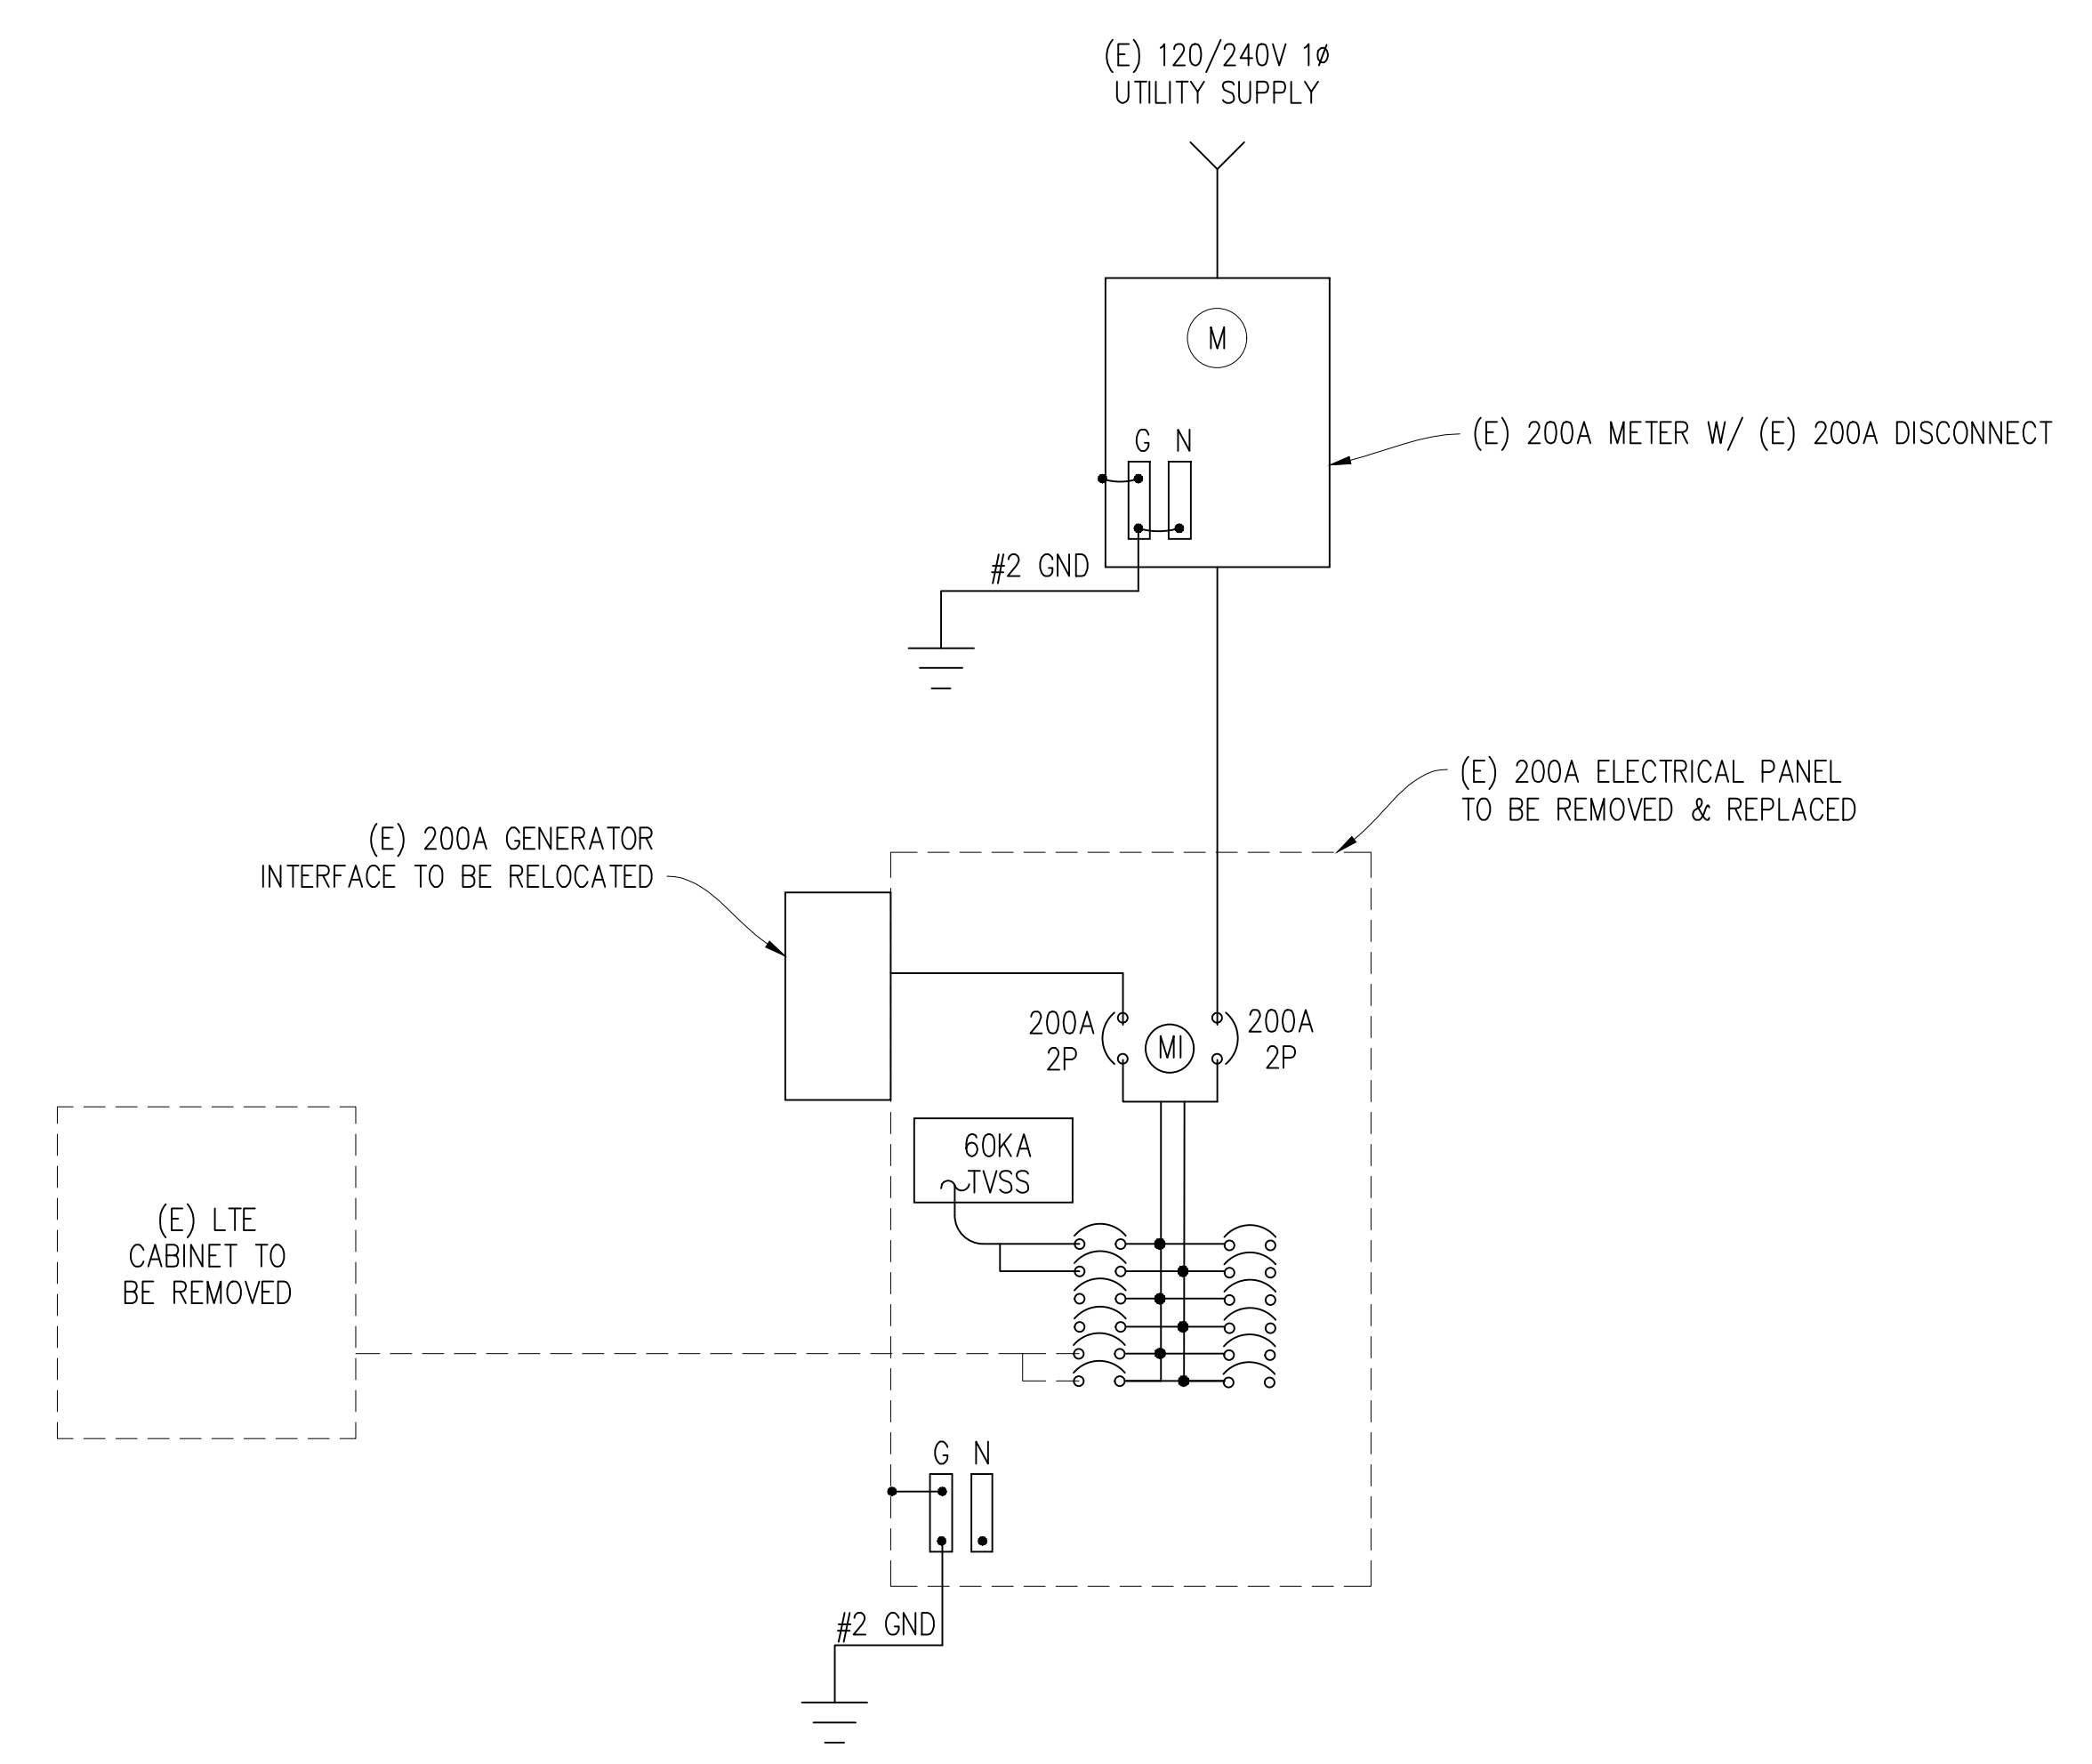 (E) 120/240V 1ø
UTILITY SUPPLY
M
(E) 200A METER W/ (E) 200A DISCONNECT
G N
#2 GND
(E) 200A ELECTRICAL PANEL
TO BE REMOVED & REPLACED
(E) 200A GENERATOR
INTERFACE TO BE RELOCATED
200A
2P
MI
200A
2P
60KA
TVSS
(E) LTE
CABINET TO
BE REMOVED
G N
#2 GND